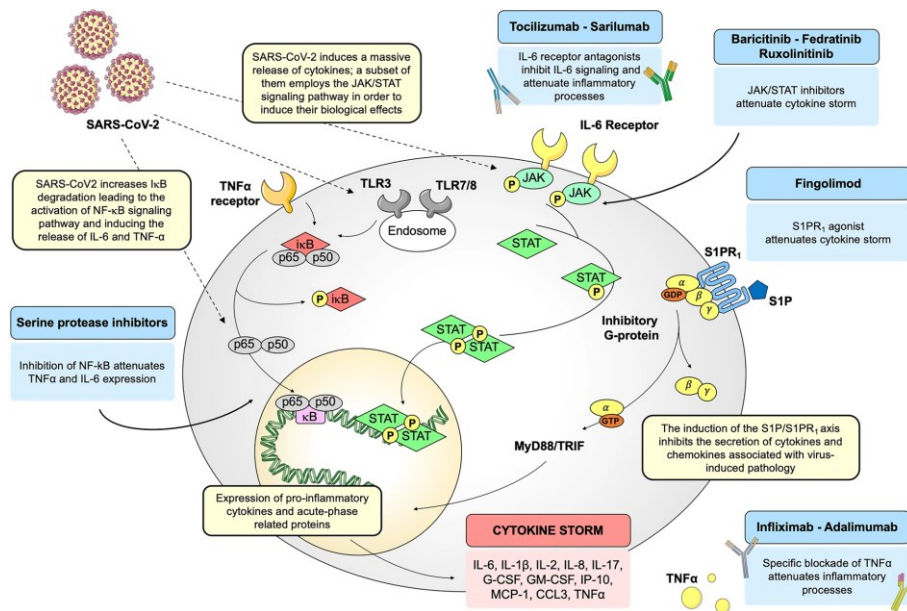 SARS-CoV-2
SARS-CoV-2 induces a massive
release of cytokines; a subset of
them employs the JAK/STAT
signaling pathway in order to
induce their biological effects
Tocilizumab - Sarilumab
IL-6 receptor antagonists
inhibit IL-6 signaling and
attenuate inflammatory
processes
Baricitinib - Fedratinib
Ruxolinitinib
JAK/STAT inhibitors
attenuate cytokine storm
IL-6 Receptor
JAK
P
JAK
P
SARS-CoV2 increases IκB
degradation leading to the
activation of NF-κB signaling
pathway and inducing the
release of IL-6 and TNF-α
TNFα
receptor
TLR3
TLR7/8
Endosome
iκB
p65
p50
P
iκB
STAT
STAT
P
Fingolimod
S1PR1 agonist
attenuates cytokine storm
S1PR1
S1P
α
GDP
β
γ
Inhibitory
G-protein
Serine protease inhibitors
Inhibition of NF-kB attenuates
TNFα and IL-6 expression
p65
p50
STAT
P
P
STAT
p65
p50
κB
STAT
P
P
STAT
β
γ
α
GTP
MyD88/TRIF
The induction of the S1P/S1PR1 axis
inhibits the secretion of cytokines and
chemokines associated with virus-
induced pathology
Expression of pro-inflammatory
cytokines and acute-phase
related proteins
CYTOKINE STORM
IL-6, IL-1β, IL-2, IL-8, IL-17,
G-CSF, GM-CSF, IP-10,
MCP-1, CCL3, TNFα
TNFα
Infliximab - Adalimumab
Specific blockade of TNFα
attenuates inflammatory
processes